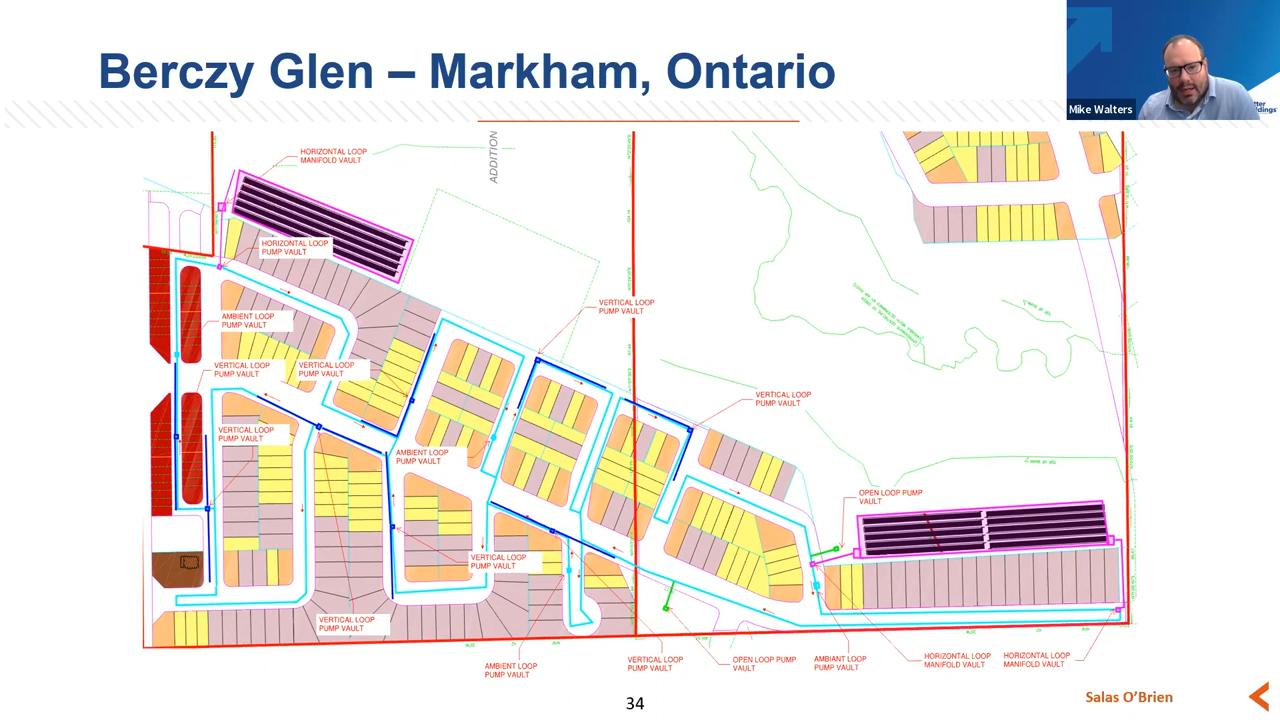 Berczy Glen – Markham, Ontario
Mike Walters
ADDITION
HORIZONTAL LOOP
MANIFOLD VAULT
HORIZONTAL LOOP
PUMP VAULT
AMBIENT LOOP
PUMP VAULT
VERTICAL LOOP
PUMP VAULT
VERTICAL LOOP
PUMP VAULT
VERTICAL LOOP
PUMP VAULT
VERTICAL LOOP
PUMP VAULT
VERTICAL LOOP
PUMP VAULT
AMBIENT LOOP
PUMP VAULT
OPEN LOOP PUMP
VAULT
VERTICAL LOOP
PUMP VAULT
VERTICAL LOOP
PUMP VAULT
AMBIENT LOOP
PUMP VAULT
VERTICAL LOOP
PUMP VAULT
OPEN LOOP PUMP
VAULT
AMBIANT LOOP
PUMP VAULT
HORIZONTAL LOOP
MANIFOLD VAULT
HORIZONTAL LOOP
MANIFOLD VAULT
34
Salas O'Brien